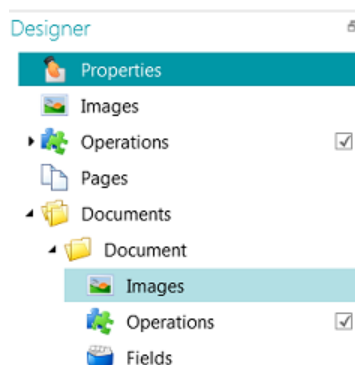 Designer
Properties
Images
Operations
Pages
Documents
Document
Images
Operations
Fields